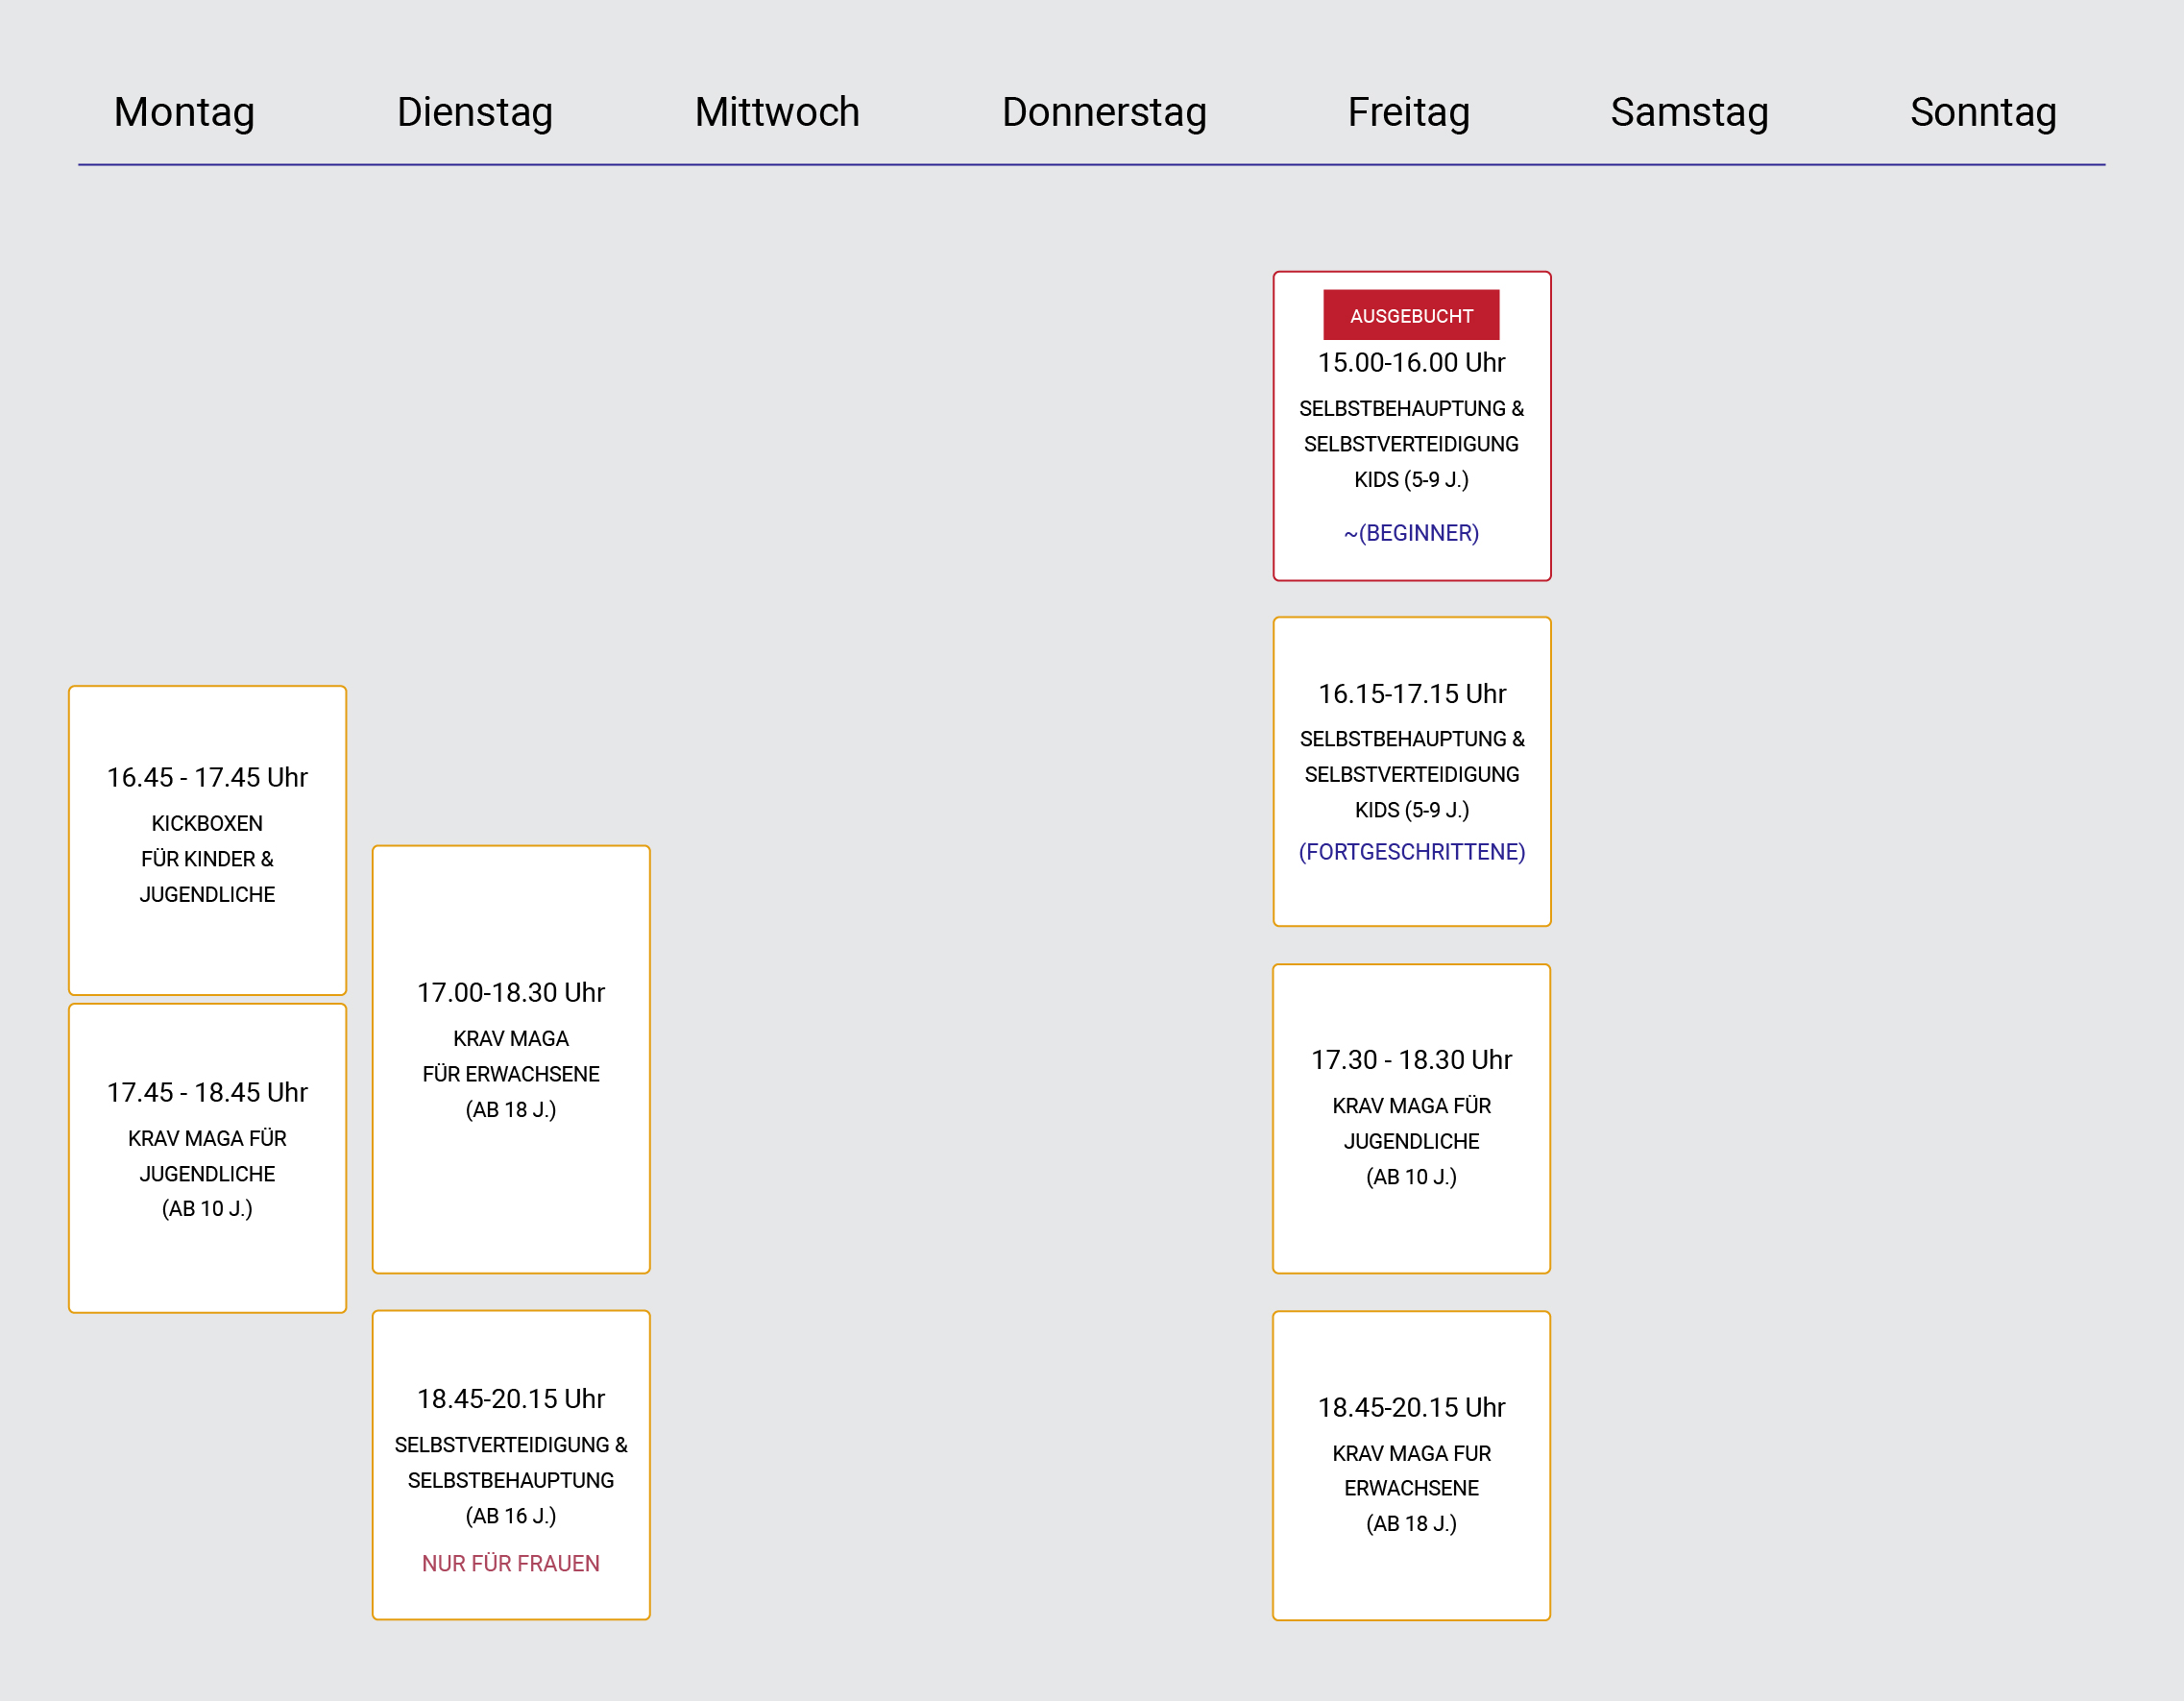 Montag Dienstag Mittwoch Donnerstag Freitag Samstag Sonntag
16.45 - 17.45 Uhr
KICKBOXEN
FÜR KINDER &
JUGENDLICHE
17.45 - 18.45 Uhr
KRAV MAGA FÜR
JUGENDLICHE
(AB 10 J.)
17.00-18.30 Uhr
KRAV MAGA
FÜR ERWACHSENE
(AB 18 J.)
18.45-20.15 Uhr
SELBSTVERTEIDIGUNG &
SELBSTBEHAUPTUNG
(AB 16 J.)
NUR FÜR FRAUEN
AUSGEBUCHT
15.00-16.00 Uhr
SELBSTBEHAUPTUNG &
SELBSTVERTEIDIGUNG
KIDS (5-9 J.)
~(BEGINNER)
16.15-17.15 Uhr
SELBSTBEHAUPTUNG &
SELBSTVERTEIDIGUNG
KIDS (5-9 J.)
(FORTGESCHRITTENE)
17.30 - 18.30 Uhr
KRAV MAGA FÜR
JUGENDLICHE
(AB 10 J.)
18.45-20.15 Uhr
KRAV MAGA FUR
ERWACHSENE
(AB 18 J.)